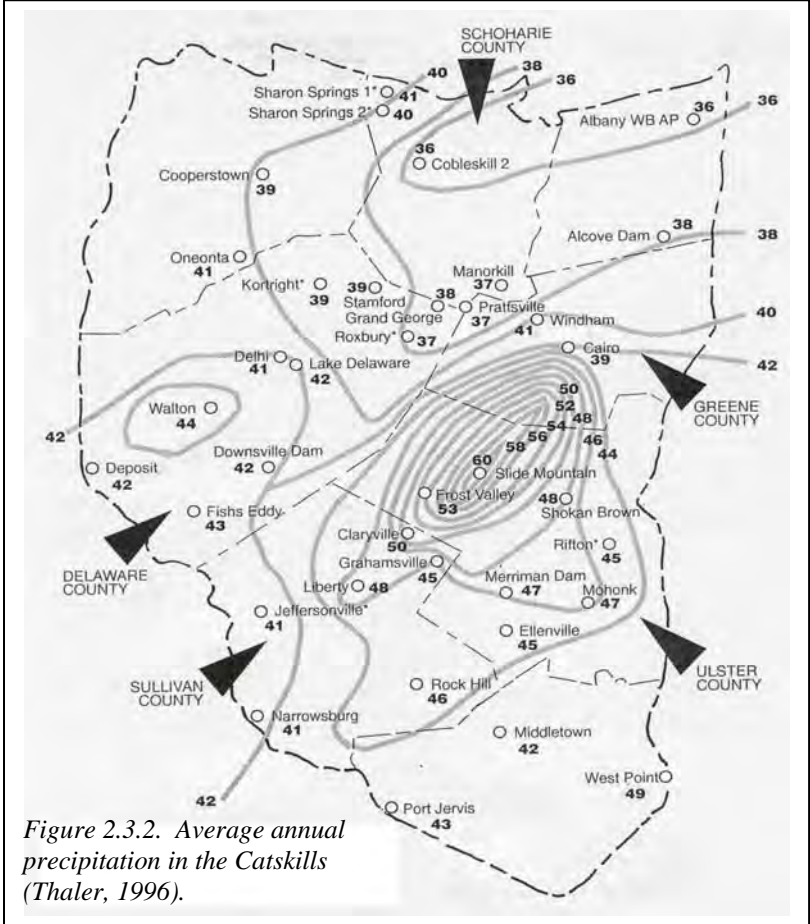 SCHOHARIE
COUNTY
40
38
36
Sharon Springs 1*
41
Sharon Springs 2*
40
36
Albany WB AP
36
36
Cobleskill 2
Cooperstown
39
Alcove Dam
38
38
Oneonta
41
Kortright*
39
39
Stamford
Manorkill
37
38
Grand George
Prattsville
37
Roxbury*
37
Windham
41
40
Cairo
39
42
Delhi
41
Lake Delaware
42
GREENE
COUNTY
50
52
48
54
46
56
44
58
60
Walton
44
42
Deposit
42
Downsville Dam
42
Slide Mountain
Frost Valley
53
48
Shokan Brown
Fishs Eddy
43
DELAWARE
COUNTY
Claryville
50
Rifton*
45
Grahamsville
45
Liberty
48
Merriman Dam
47
Mohonk
47
Jeffersonville*
41
Ellenville
45
SULLIVAN
COUNTY
ULSTER
COUNTY
Rock Hill
46
Narrowsburg
41
Middletown
42
West Point
49
42
Port Jervis
43
Figure 2.3.2. Average annual
precipitation in the Catskills
(Thaler, 1996).